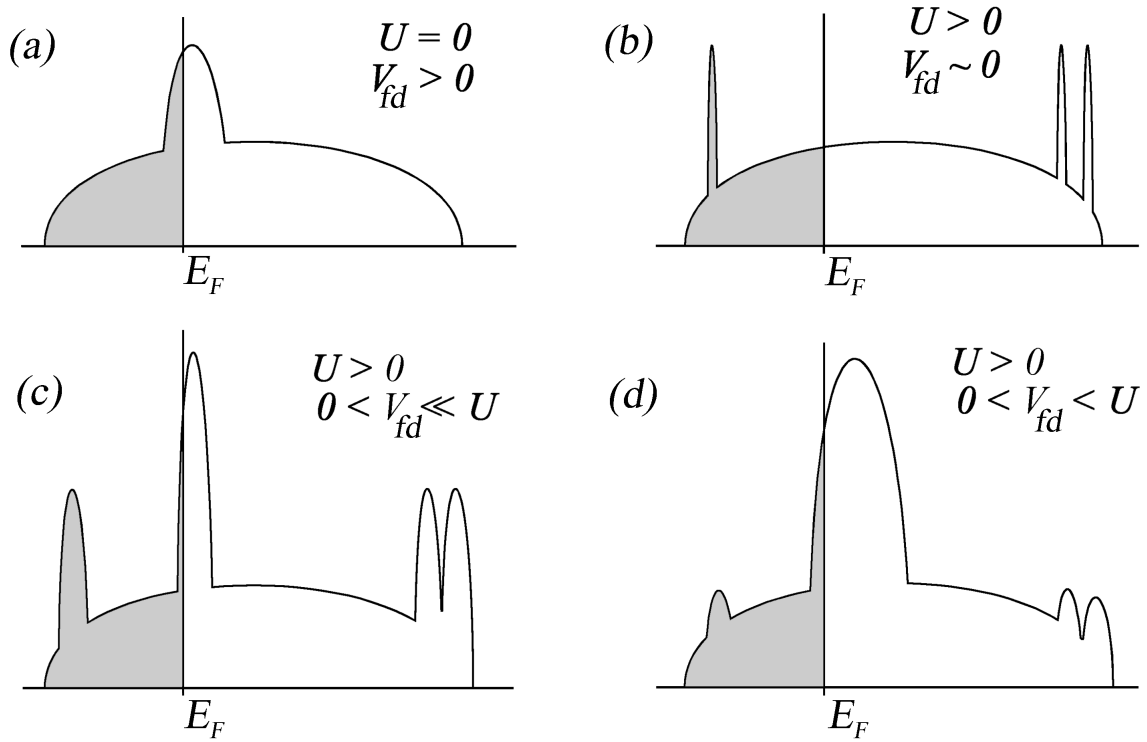 (a)
U = 0
V_fd > 0
E_F
(b)
U > 0
V_fd ~ 0
E_F
(c)
U > 0
0 < V_fd ≪ U
E_F
(d)
U > 0
0 < V_fd < U
E_F